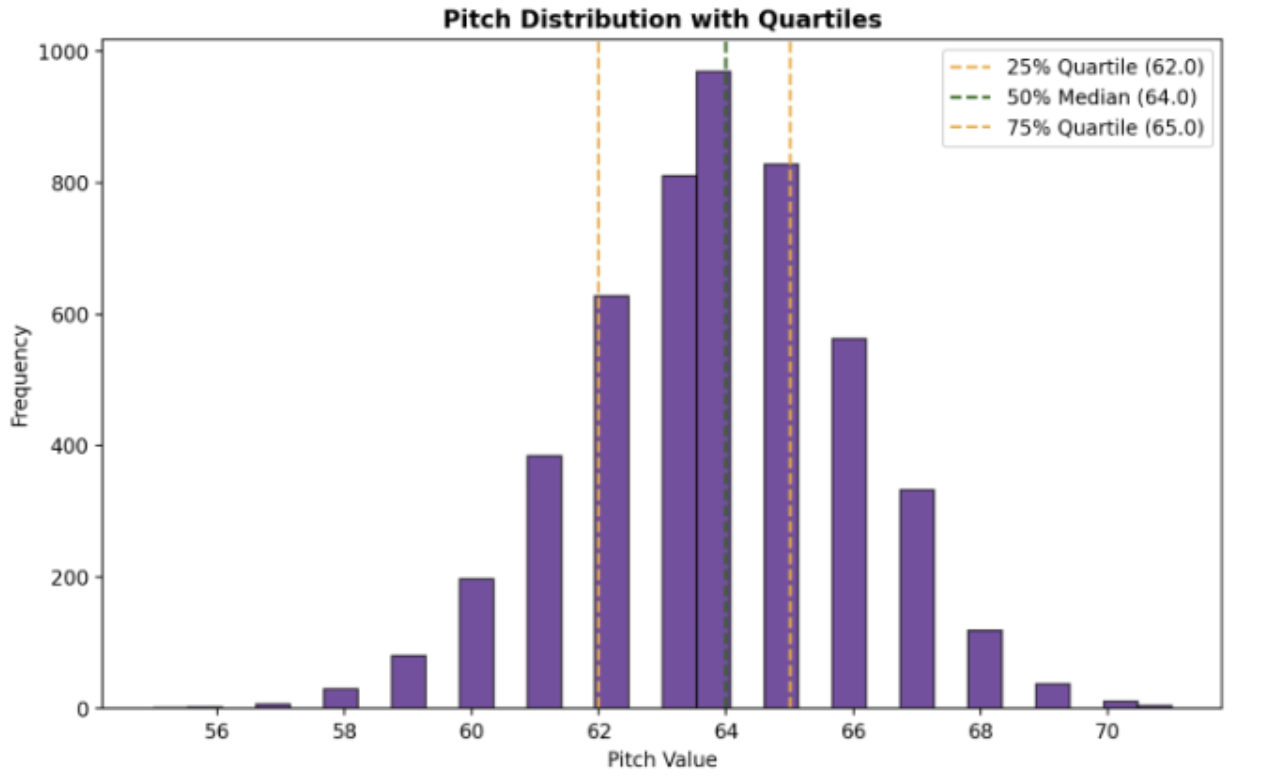 Pitch Distribution with Quartiles
25% Quartile (62.0)
50% Median (64.0)
75% Quartile (65.0)
1000
800
600
400
200
0
Frequency
56 58 60 62 64 66 68 70
Pitch Value